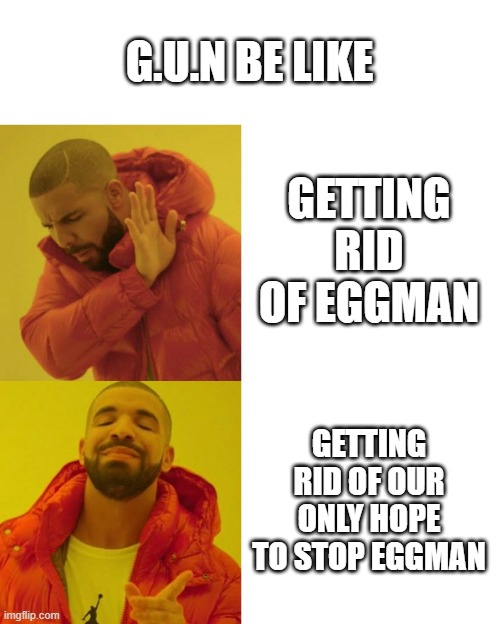 G.U.N BE LIKE
GETTING
RID
OF EGGMAN
GETTING
RID OF OUR
ONLY HOPE
TO STOP EGGMAN
imgflip.com